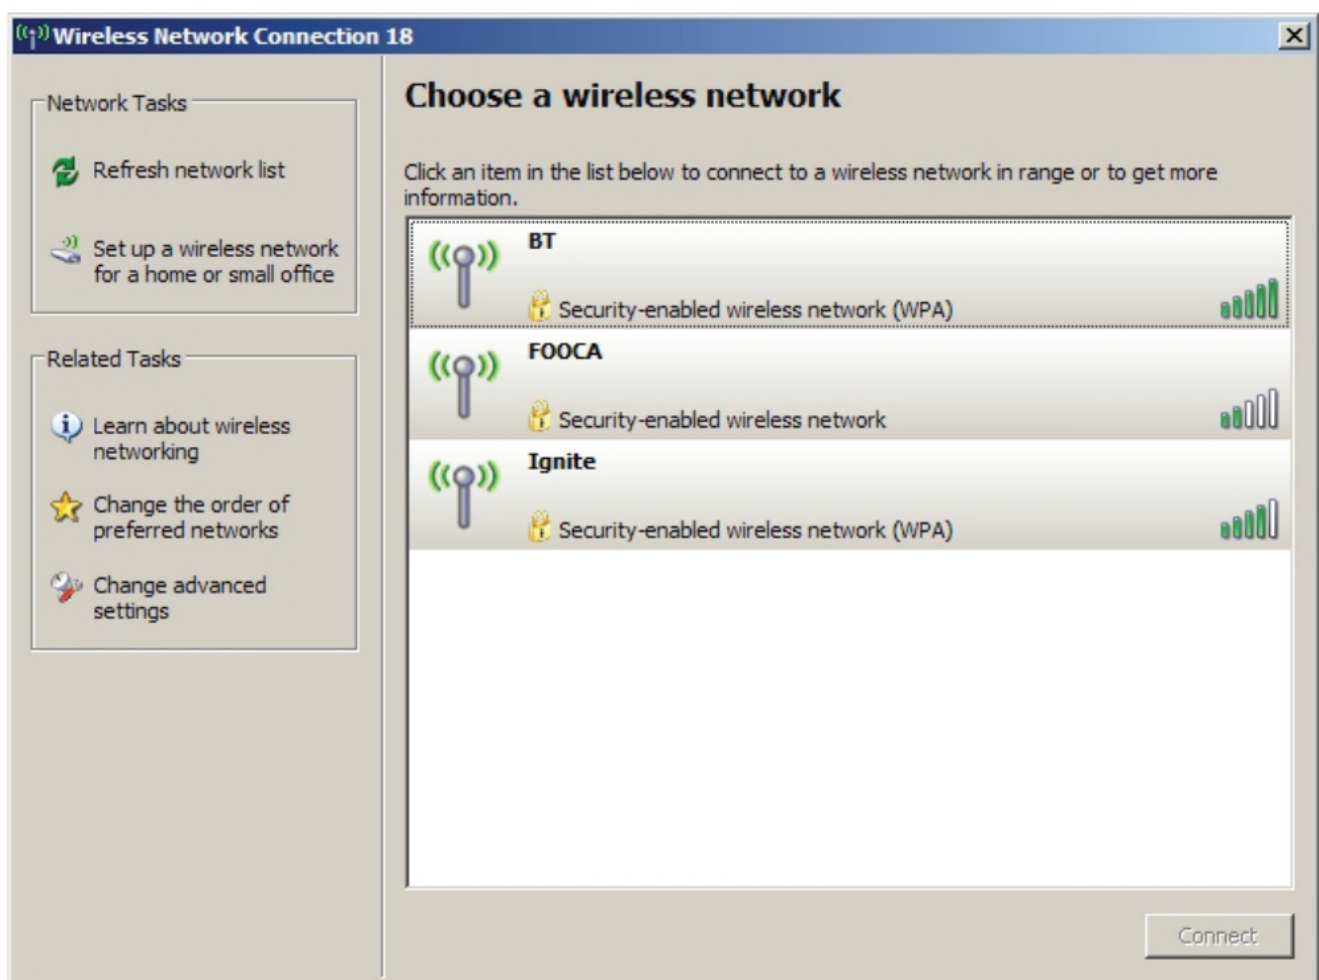 Wireless Network Connection 18
Network Tasks
Refresh network list
Set up a wireless network
for a home or small office
Related Tasks
Learn about wireless
networking
Change the order of
preferred networks
Change advanced
settings
Choose a wireless network
Click an item in the list below to connect to a wireless network in range or to get more
information.
BT
Security-enabled wireless network (WPA)
FOOCA
Security-enabled wireless network
Ignite
Security-enabled wireless network (WPA)
Connect